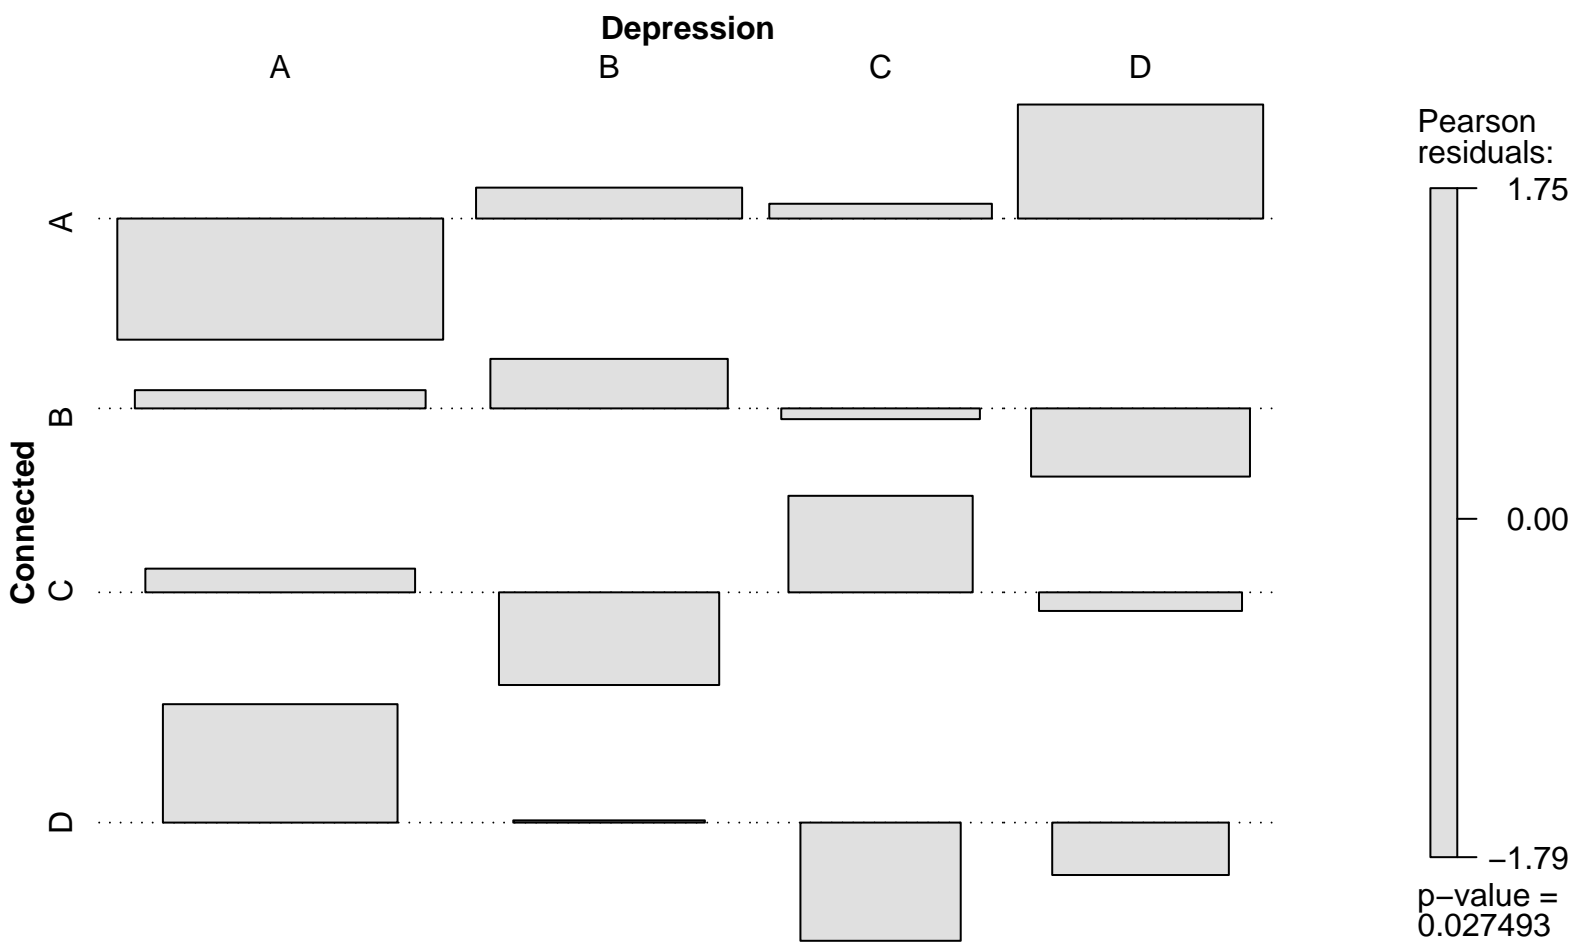 Depression
A B C D
Pearson
residuals:
1.75
A
B
Connected
0.00
C
D
−1.79
p−value =
0.027493